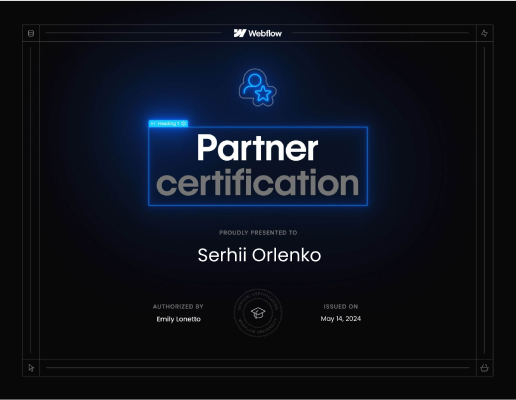 Webflow
Heading 1
Partner
certification
PROUDLY PRESENTED TO
Serhii Orlenko
AUTHORIZED BY
Emily Lonetto
ISSUED ON
May 14, 2024